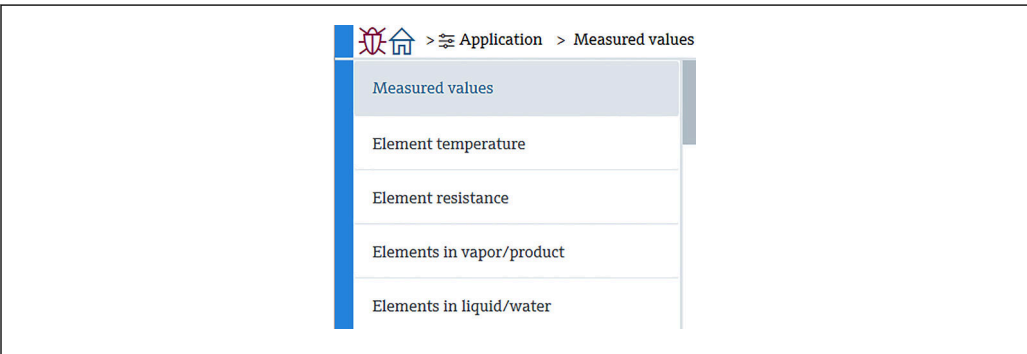 > Application > Measured values
Measured values
Element temperature
Element resistance
Elements in vapor/product
Elements in liquid/water